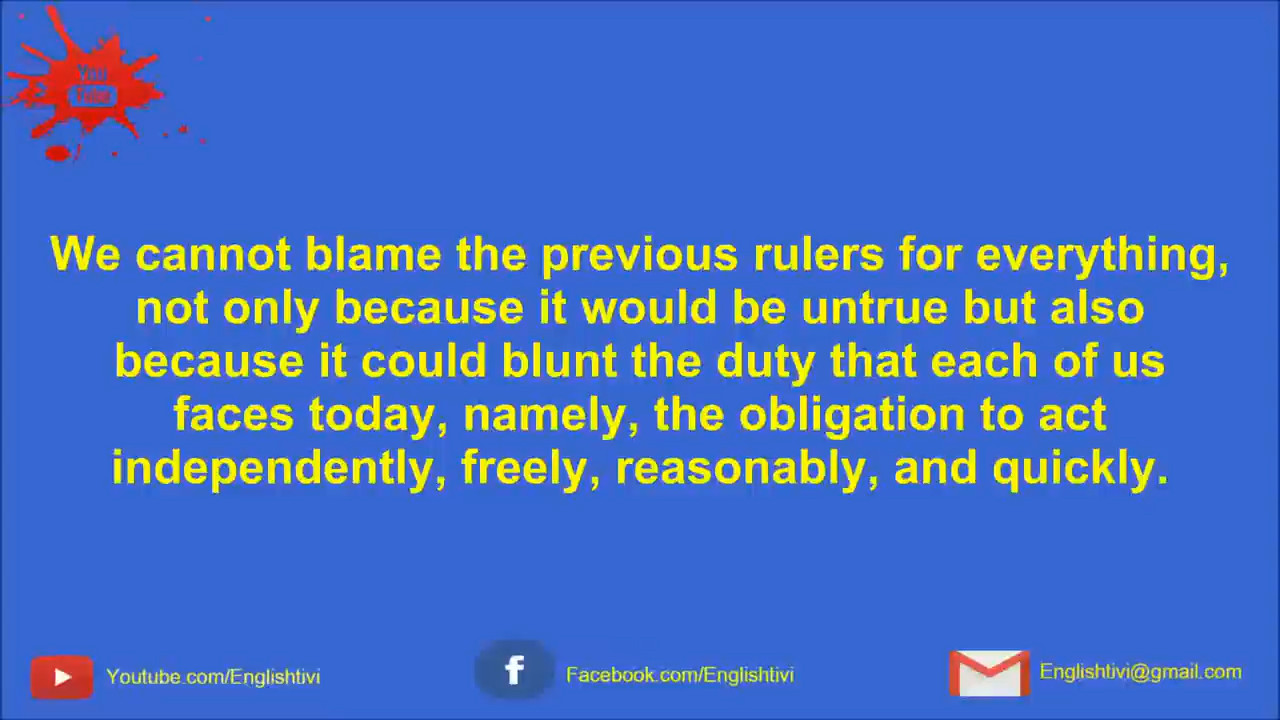 You
Tube
We cannot blame the previous rulers for everything,
not only because it would be untrue but also
because it could blunt the duty that each of us
faces today, namely, the obligation to act
independently, freely, reasonably, and quickly.
Youtube.com/Englishtivi
f
Facebook.com/Englishtivi
Englishtivi@gmail.com